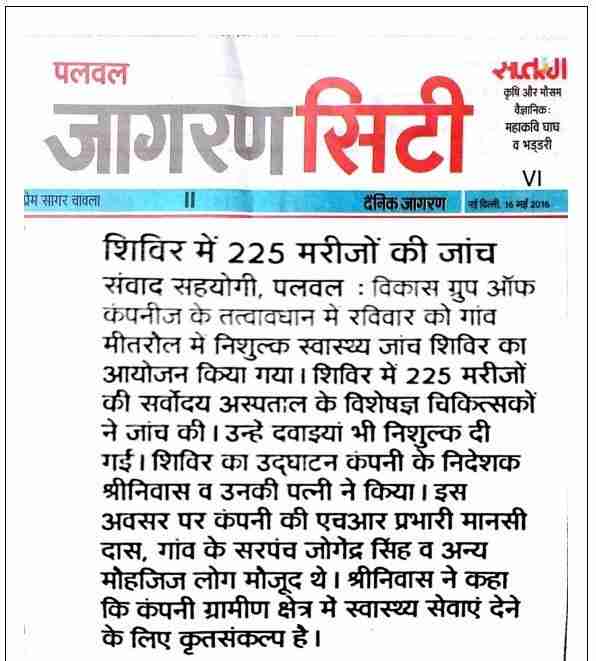 पलवल
जागरण सिटी
सतरंगी
कृषि और मौसम
वैज्ञानिक:
महाकवि घाघ
व भड्डरी
VI
प्रेम सागर चावला
II
दैनिक जागरण
नई दिल्ली, 16 मई 2016
शिविर में 225 मरीजों की जांच
संवाद सहयोगी, पलवल : विकास ग्रुप ऑफ
कंपनीज के तत्वावधान में रविवार को गांव
मीतरोल में निशुल्क स्वास्थ्य जांच शिविर का
आयोजन किया गया। शिविर में 225 मरीजों
की सर्वोदय अस्पताल के विशेषज्ञ चिकित्सकों
ने जांच की। उन्हें दवाइयां भी निशुल्क दी
गईं। शिविर का उद्घाटन कंपनी के निदेशक
श्रीनिवास व उनकी पत्नी ने किया। इस
अवसर पर कंपनी की एचआर प्रभारी मानसी
दास, गांव के सरपंच जोगेंद्र सिंह व अन्य
मोहजिज लोग मौजूद थे। श्रीनिवास ने कहा
कि कंपनी ग्रामीण क्षेत्र में स्वास्थ्य सेवाएं देने
के लिए कृतसंकल्प है।